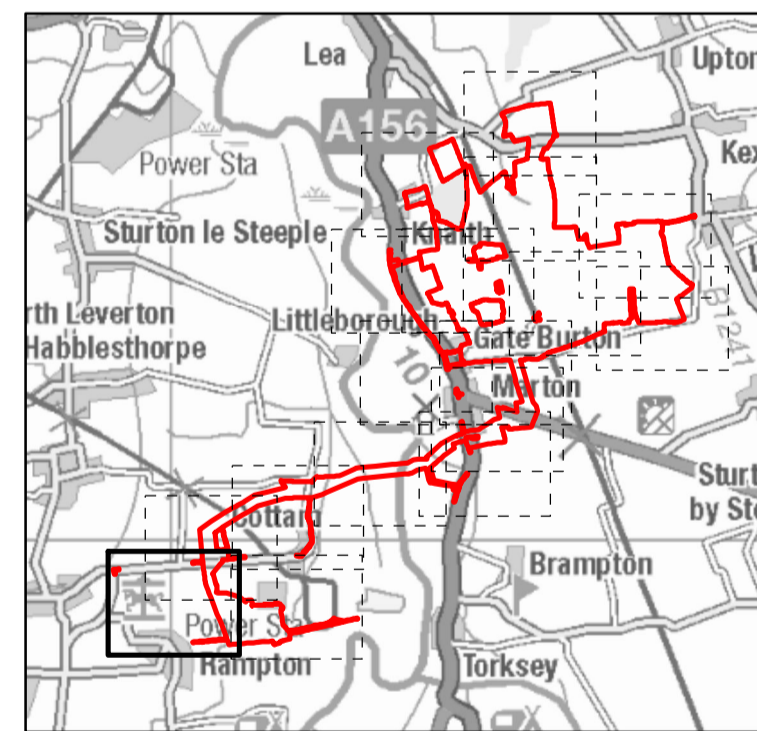 Lea
Upton
A156
Power Sta
Kex
Sturton le Steeple
Knaith
rth Leverton
Habblesthorpe
Littleborough
Gate Burton
B1241
10
Marton
Sturt
by Sto
Cottam
Brampton
Power Sta
Rampton
Torksey